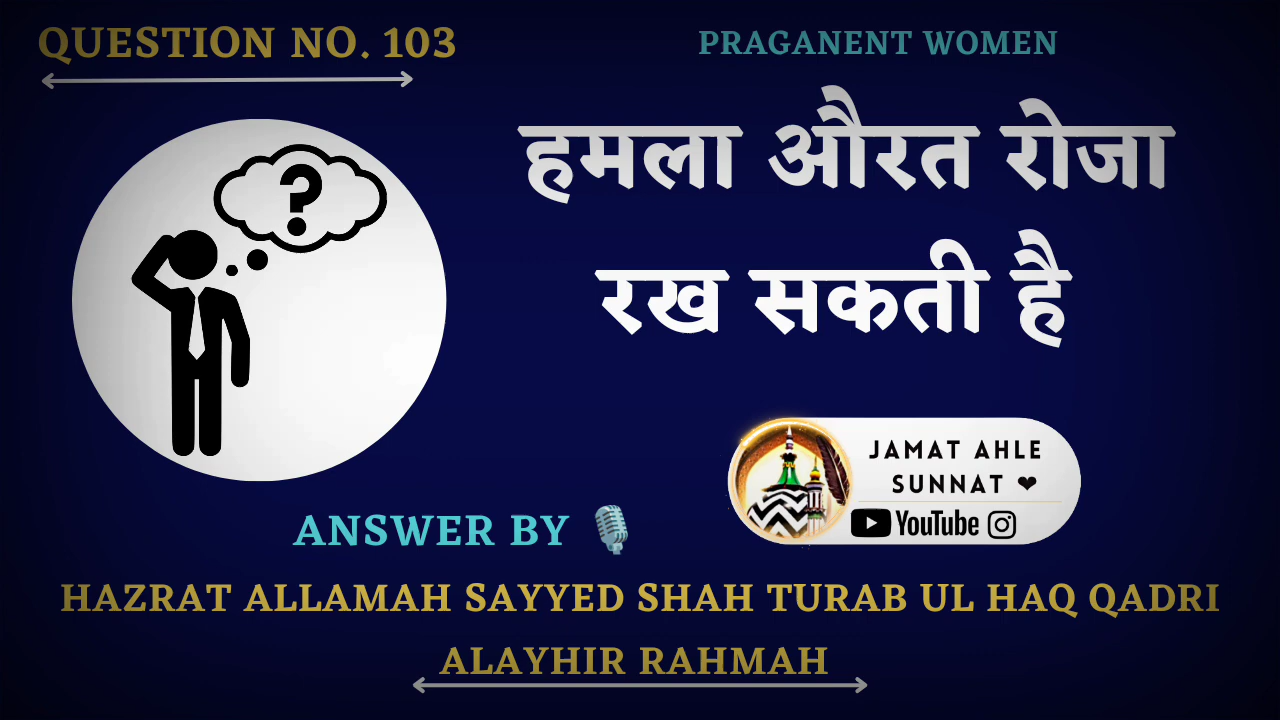 QUESTION NO. 103
PRAGANENT WOMEN
हमला औरत रोजा
रख सकती है
?
JAMAT AHLE
SUNNAT ❤
YouTube
ANSWER BY
HAZRAT ALLAMAH SAYYED SHAH TURAB UL HAQ QADRI
ALAYHIR RAHMAH